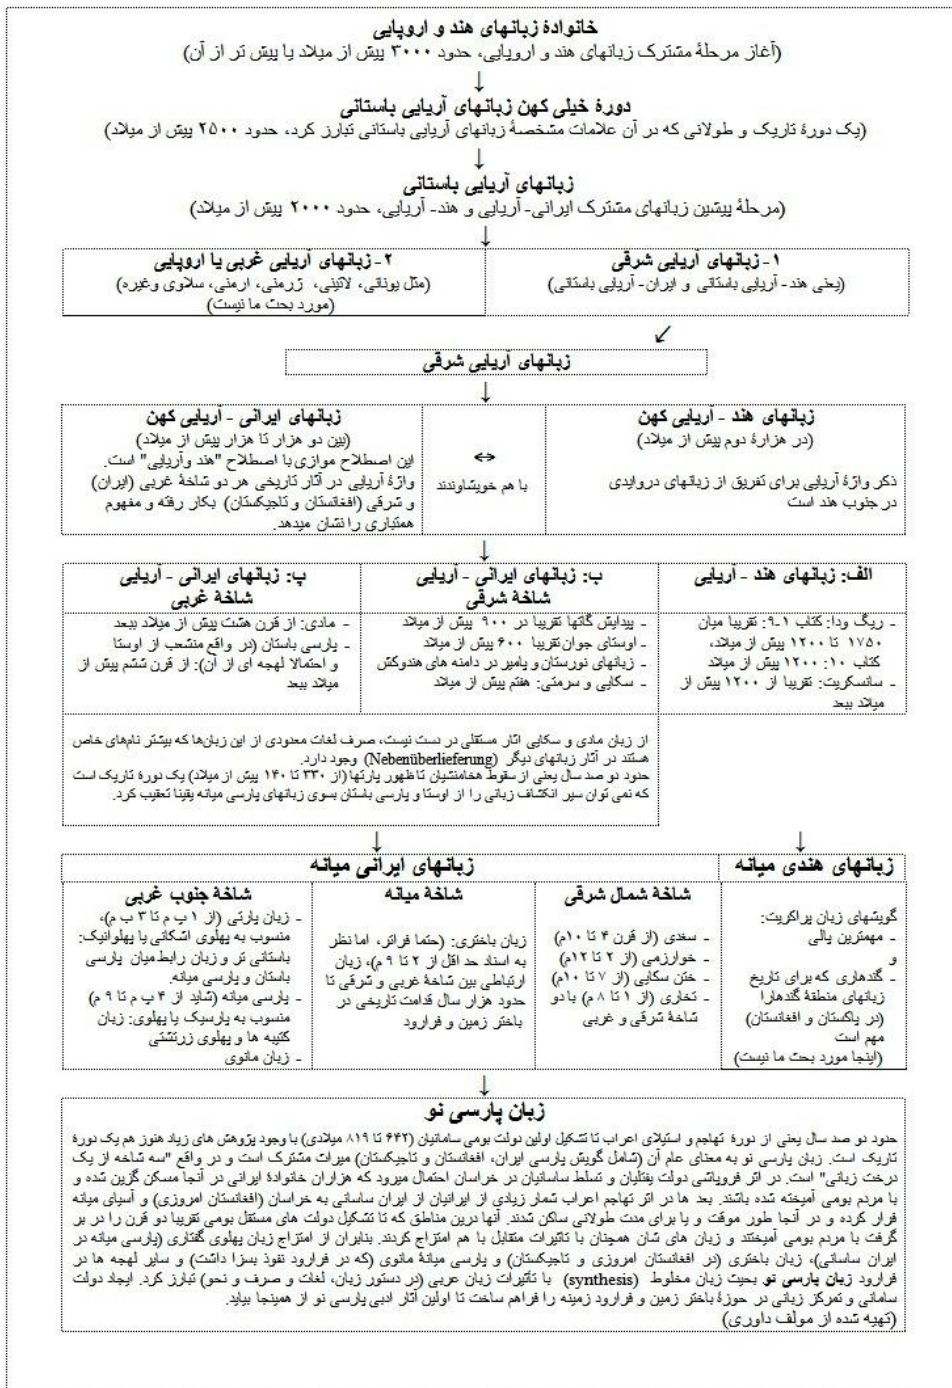 خانوادهٔ زبانهای هند و اروپایی
(آغاز مرحلهٔ مشترک زبانهای هند و اروپایی، حدود ۳۰۰۰ پیش از میلاد یا پیش تر از آن)
↓
دورهٔ خیلی کهن زبانهای آریایی باستانی
(یک دورهٔ تاریک و طولانی که در آن علامات مشخصهٔ زبانهای آریایی باستانی تبارز کرد، حدود ۲۵۰۰ پیش از میلاد)
↓
زبانهای آریایی باستانی
(مرحلهٔ پیشین زبانهای مشترک ایرانی- آریایی و هند- آریایی، حدود ۲۰۰۰ پیش از میلاد)
↓
۱- زبانهای آریایی شرقی
(یعنی هند- آریایی باستانی و ایران- آریایی باستانی)
۲- زبانهای آریایی غربی یا اروپایی
(مثل یونانی، لاتینی، ژرمنی، ارمنی، سلاوی وغیره)
(مورد بحث ما نیست)
↙
زبانهای آریایی شرقی
↓
زبانهای هند - آریایی کهن
(در هزارهٔ دوم پیش از میلاد)
ذکر واژهٔ آریایی برای تفریق از زبانهای دروایدی
در جنوب هند است
↔
با هم خویشاوندند
زبانهای ایرانی - آریایی کهن
(بین دو هزار تا هزار پیش از میلاد)
این اصطلاح موازی با اصطلاح "هند وآریایی" است.
واژهٔ آریایی در آثار تاریخی هر دو شاخهٔ غربی (ایران)
و شرقی (افغانستان و تاجیکستان) بکار رفته و مفهوم
همتباری را نشان میدهد.
↓
الف: زبانهای هند - آریایی
- ریگ ودا: کتاب ۱-۹: تقریبا میان
۱۷۵۰ تا ۱۲۰۰ پیش از میلاد،
کتاب ۱۰: ۱۲۰۰ پیش از میلاد
- سانسکریت: تقریبا از ۱۲۰۰ پیش از
میلاد ببعد
ب: زبانهای ایرانی - آریایی
شاخهٔ شرقی
- پیدایش گاتها تقریبا در ۹۰۰ پیش از میلاد
- اوستای جوان تقریبا ۶۰۰ پیش از میلاد
- زبانهای نورستان و پامیر در دامنه های هندوکش
- سکایی و سرمتی: هفتم پیش از میلاد
پ: زبانهای ایرانی - آریایی
شاخهٔ غربی
- مادی: از قرن هشت پیش از میلاد ببعد
- پارسی باستان (در واقع منشعب از اوستا
و احتمالا لهجه ای از آن): از قرن ششم پیش از
میلاد ببعد
از زبان مادی و سکایی آثار مستقلی در دست نیست، صرف لغات معدودی از این زبان‌ها که بیشتر نام‌های خاص
هستند در آثار زبانهای دیگر (Nebenüberlieferung) وجود دارد.
حدود دو صد سال یعنی از سقوط هخامنشیان تا ظهور پارتها (از ۳۳۰ تا ۱۴۰ پیش از میلاد) یک دورهٔ تاریک است
که نمی توان سیر انکشاف زبانی را از اوستا و پارسی باستان بسوی زبانهای پارسی میانه یقینا تعقیب کرد.
↓ ↓
زبانهای هندی میانه
گویشهای زبان پراکریت:
- مهمترین پالی
و
- گندهاری که برای تاریخ
زبانهای منطقهٔ گندهارا
(در پاکستان و افغانستان)
مهم است
(اینجا مورد بحث ما نیست)
زبانهای ایرانی میانه
شاخهٔ شمال شرقی
- سغدی (از قرن ۴ تا ۱۰م)
- خوارزمی (از ۲ تا ۱۲م)
- ختن سکایی (از ۷ تا ۱۰م)
- تخاری (از ۱ تا ۸ م) با دو
شاخهٔ شرقی و غربی
شاخهٔ میانه
زبان باختری: (حتما فراتر، اما نظر
به اسناد حد اقل از ۲ تا ۹ م)، زبان
ارتباطی بین شاخهٔ غربی و شرقی تا
حدود هزار سال قدامت تاریخی در
باختر زمین و فرارود
شاخهٔ جنوب غربی
- زبان پارتی (از ۱ پ م تا ۳ ب م)،
منسوب به پهلوی اشکانی یا پهلوانیک:
باستانی تر و زبان رابط میان پارسی
باستان و پارسی میانه.
- پارسی میانه (شاید از ۴ پ م تا ۹ م)
منسوب به پارسیک یا پهلوی: زبان
کتیبه ها و پهلوی زرتشتی
- زبان مانوی
↓
زبان پارسی نو
حدود دو صد سال یعنی از دورهٔ تهاجم و استیلای اعراب تا تشکیل اولین دولت بومی سامانیان (۶۴۲ تا ۸۱۹ میلادی) با وجود پژوهش های زیاد هنوز هم یک دورهٔ
تاریک است. زبان پارسی نو به معنای عام آن (شامل گویش پارسی ایران، افغانستان و تاجیکستان) میراث مشترک است و در واقع "سه شاخه از یک
درخت زبانی" است. در اثر فروپاشی دولت یفتلیان و تسلط ساسانیان در خراسان احتمال میرود که هزاران خانوادهٔ ایرانی در آنجا مسکن گزین شده و
با مردم بومی آمیخته شده باشند. بعد ها در اثر تهاجم اعراب شمار زیادی از ایرانیان از ایران ساسانی به خراسان (افغانستان امروزی) و آسیای میانه
فرار کرده و در آنجا طور موقت و یا برای مدت طولانی ساکن شدند. آنها درین مناطق که تا تشکیل دولت های مستقل بومی تقریبا دو قرن را در بر
گرفت با مردم بومی آمیختند و زبان های شان همچنان با تاثیرات متقابل با هم امتزاج کردند. بنابران از امتزاج زبان پهلوی گفتاری (پارسی میانه در
ایران ساسانی)، زبان باختری (در افغانستان امروزی و تاجیکستان) و پارسی میانهٔ مانوی (که در فرارود نفوذ بسزا داشت) و سایر لهجه ها در
فرارود زبان پارسی نو بحیث زبان مخلوط (synthesis) با تأثیرات زبان عربی (در دستور زبان، لغات و صرف و نحو) تبارز کرد. ایجاد دولت
سامانی و تمرکز زبانی در حوزهٔ باختر زمین و فرارود زمینه را فراهم ساخت تا اولین آثار ادبی پارسی نو از همینجا بیاید.
(تهیه شده از مولف داوری)